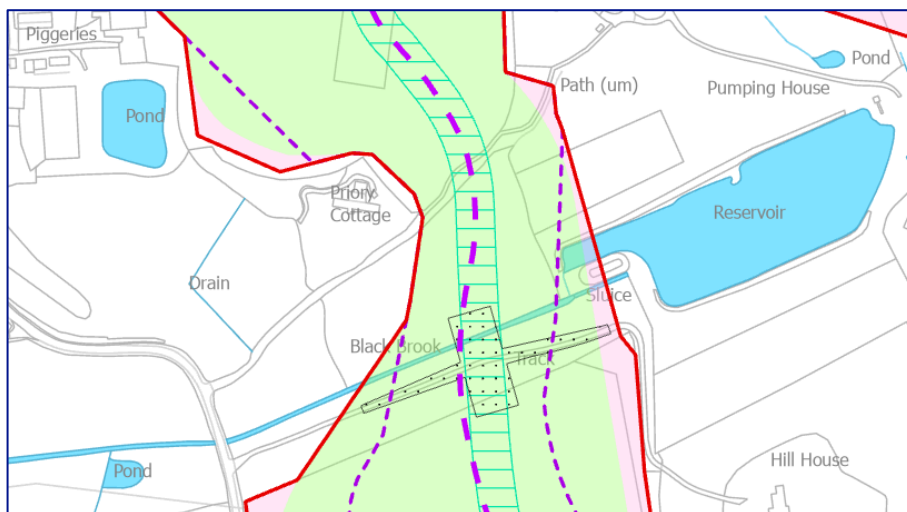 Piggeries
Pond
Pond
Path (um)
Pumping House
Priory
Cottage
Reservoir
Drain
Sluice
Black Brook
Track
Pond
Hill House